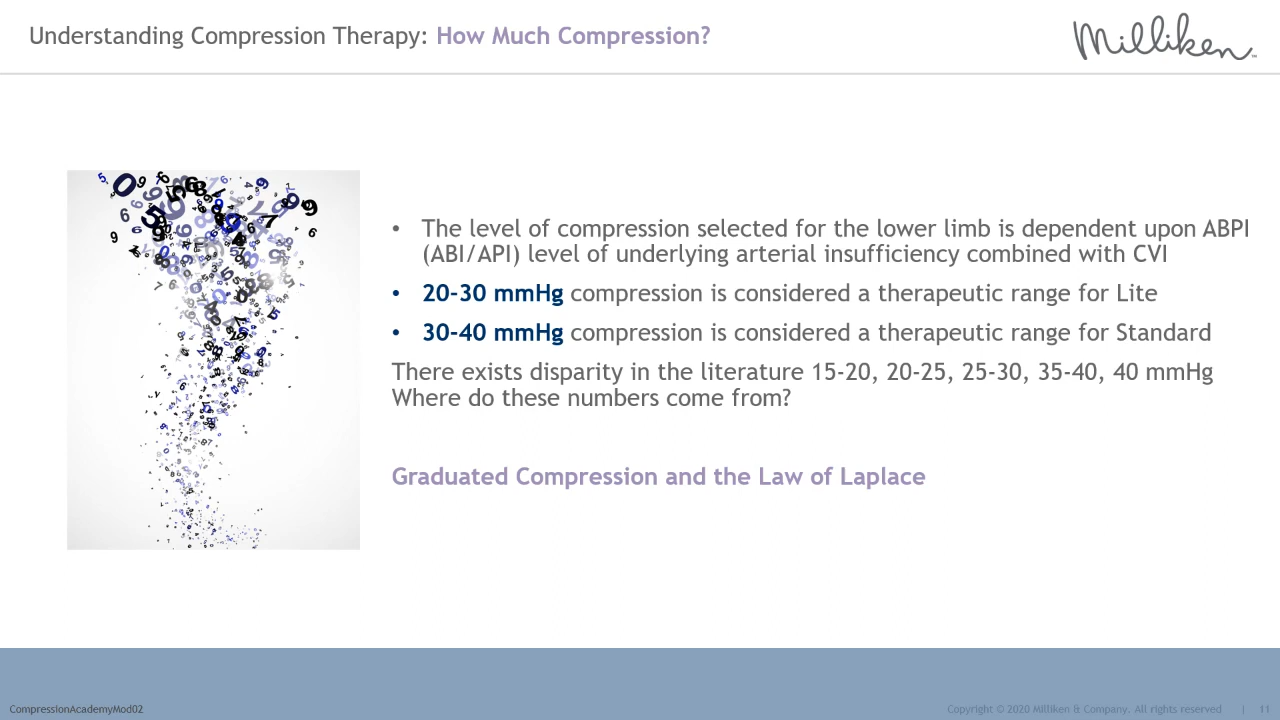 Understanding Compression Therapy: How Much Compression?
Milliken™
• The level of compression selected for the lower limb is dependent upon ABPI
(ABI/API) level of underlying arterial insufficiency combined with CVI
• 20-30 mmHg compression is considered a therapeutic range for Lite
• 30-40 mmHg compression is considered a therapeutic range for Standard
There exists disparity in the literature 15-20, 20-25, 25-30, 35-40, 40 mmHg
Where do these numbers come from?
Graduated Compression and the Law of Laplace
CompressionAcademyMod02
Copyright © 2020 Milliken & Company. All rights reserved | 11